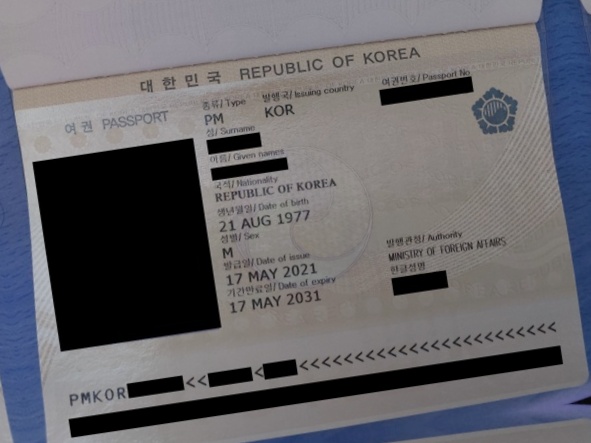 대한민국 REPUBLIC OF KOREA
여권 PASSPORT
종류/ Type 발행국/ Issuing country 여권번호/ Passport No
PM KOR
성/ Surname
이름/ Given names
국적/ Nationality
REPUBLIC OF KOREA
생년월일/ Date of birth
21 AUG 1977
성별/ Sex
M
발급일/ Date of issue
17 MAY 2021
기간만료일/ Date of expiry
17 MAY 2031
발행관청/ Authority
MINISTRY OF FOREIGN AFFAIRS
한글성명
PMKOR << < <<<<<<<<<<<<<<<<<<<<<<<